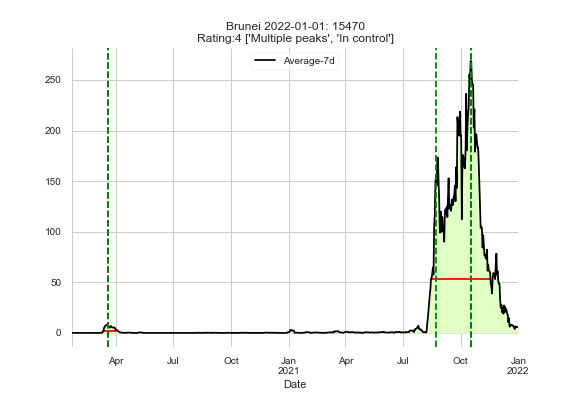 Brunei 2022-01-01: 15470
Rating:4 ['Multiple peaks', 'In control']
Average-7d
250
200
150
100
50
0
Apr Jul Oct Jan Apr Jul Oct Jan
2021 2022
Date